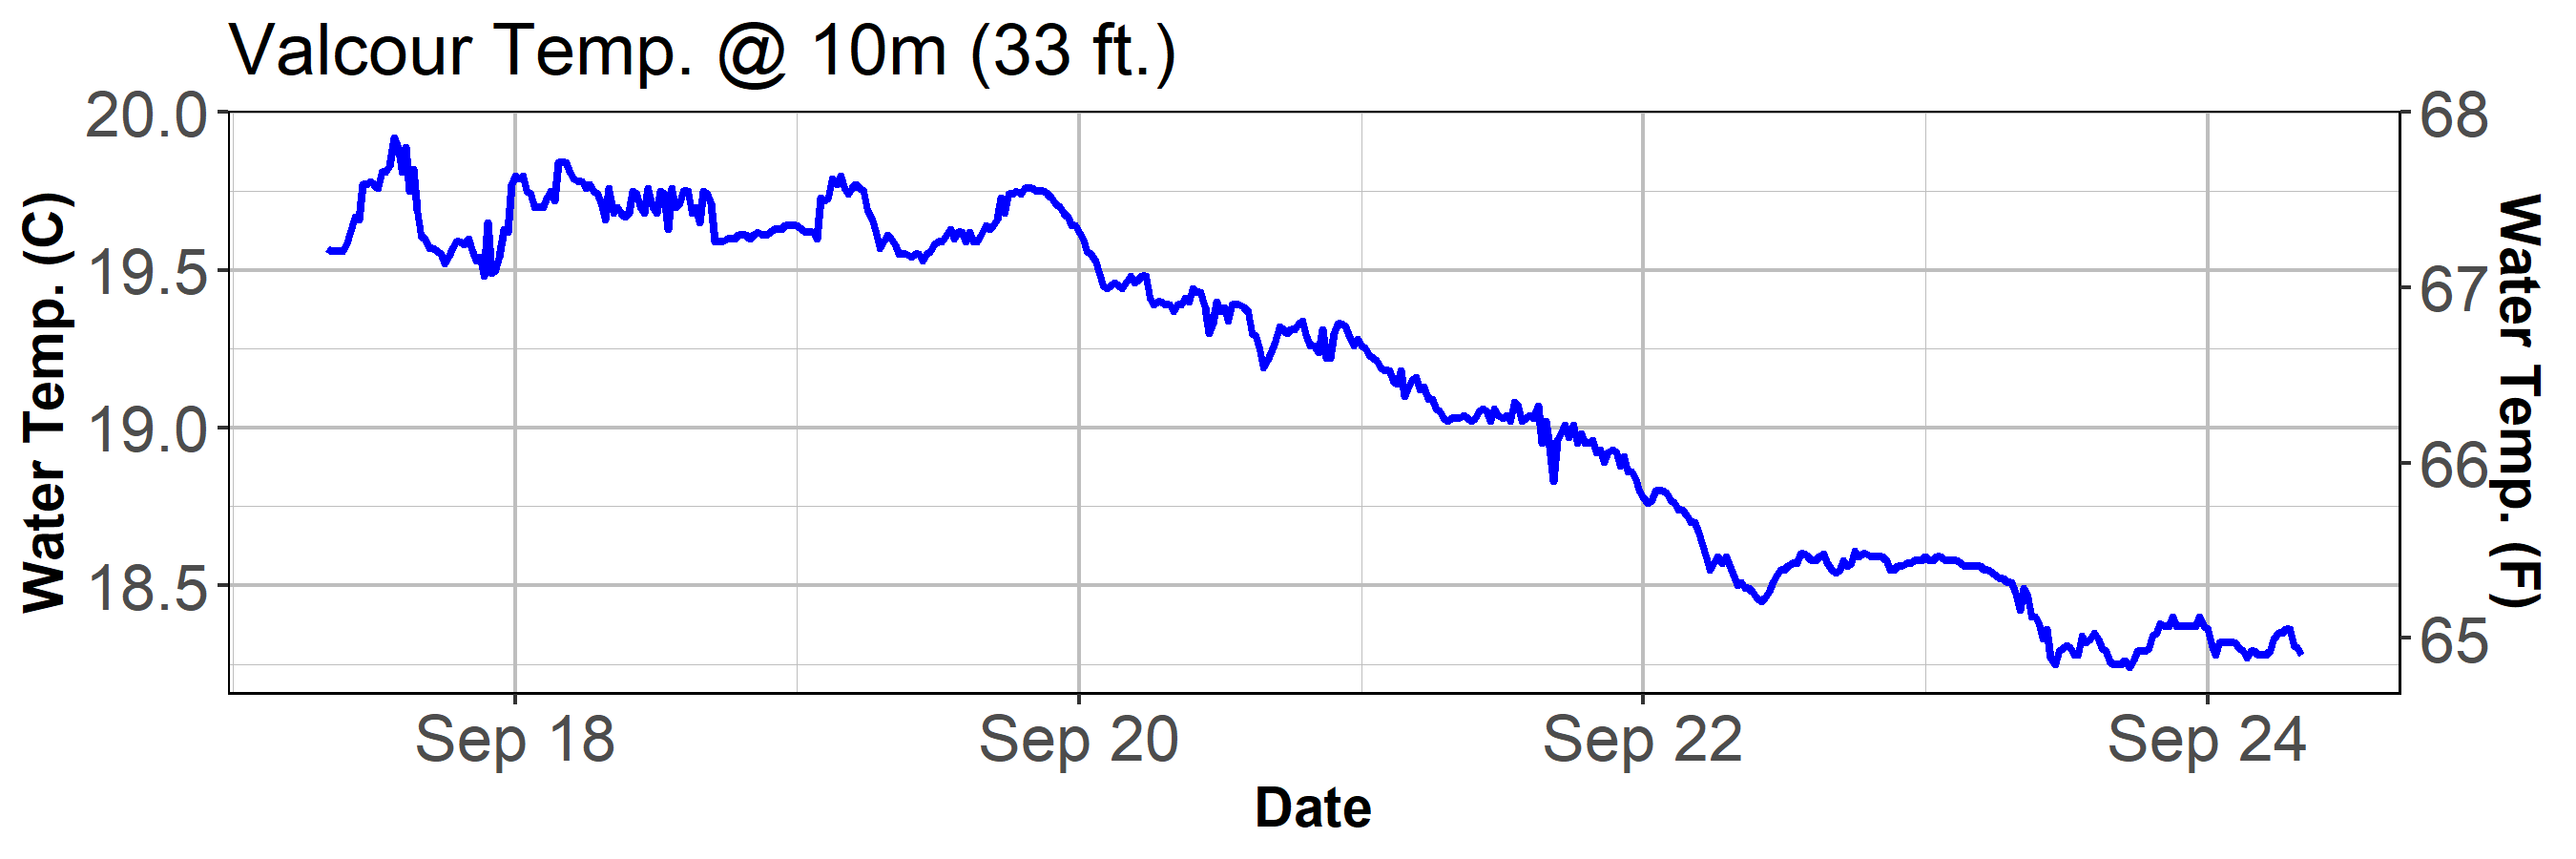 Valcour Temp. @ 10m (33 ft.)
Water Temp. (C)
20.0
19.5
19.0
18.5
68
67
66
65
Water Temp. (F)
Sep 18
Sep 20
Sep 22
Sep 24
Date